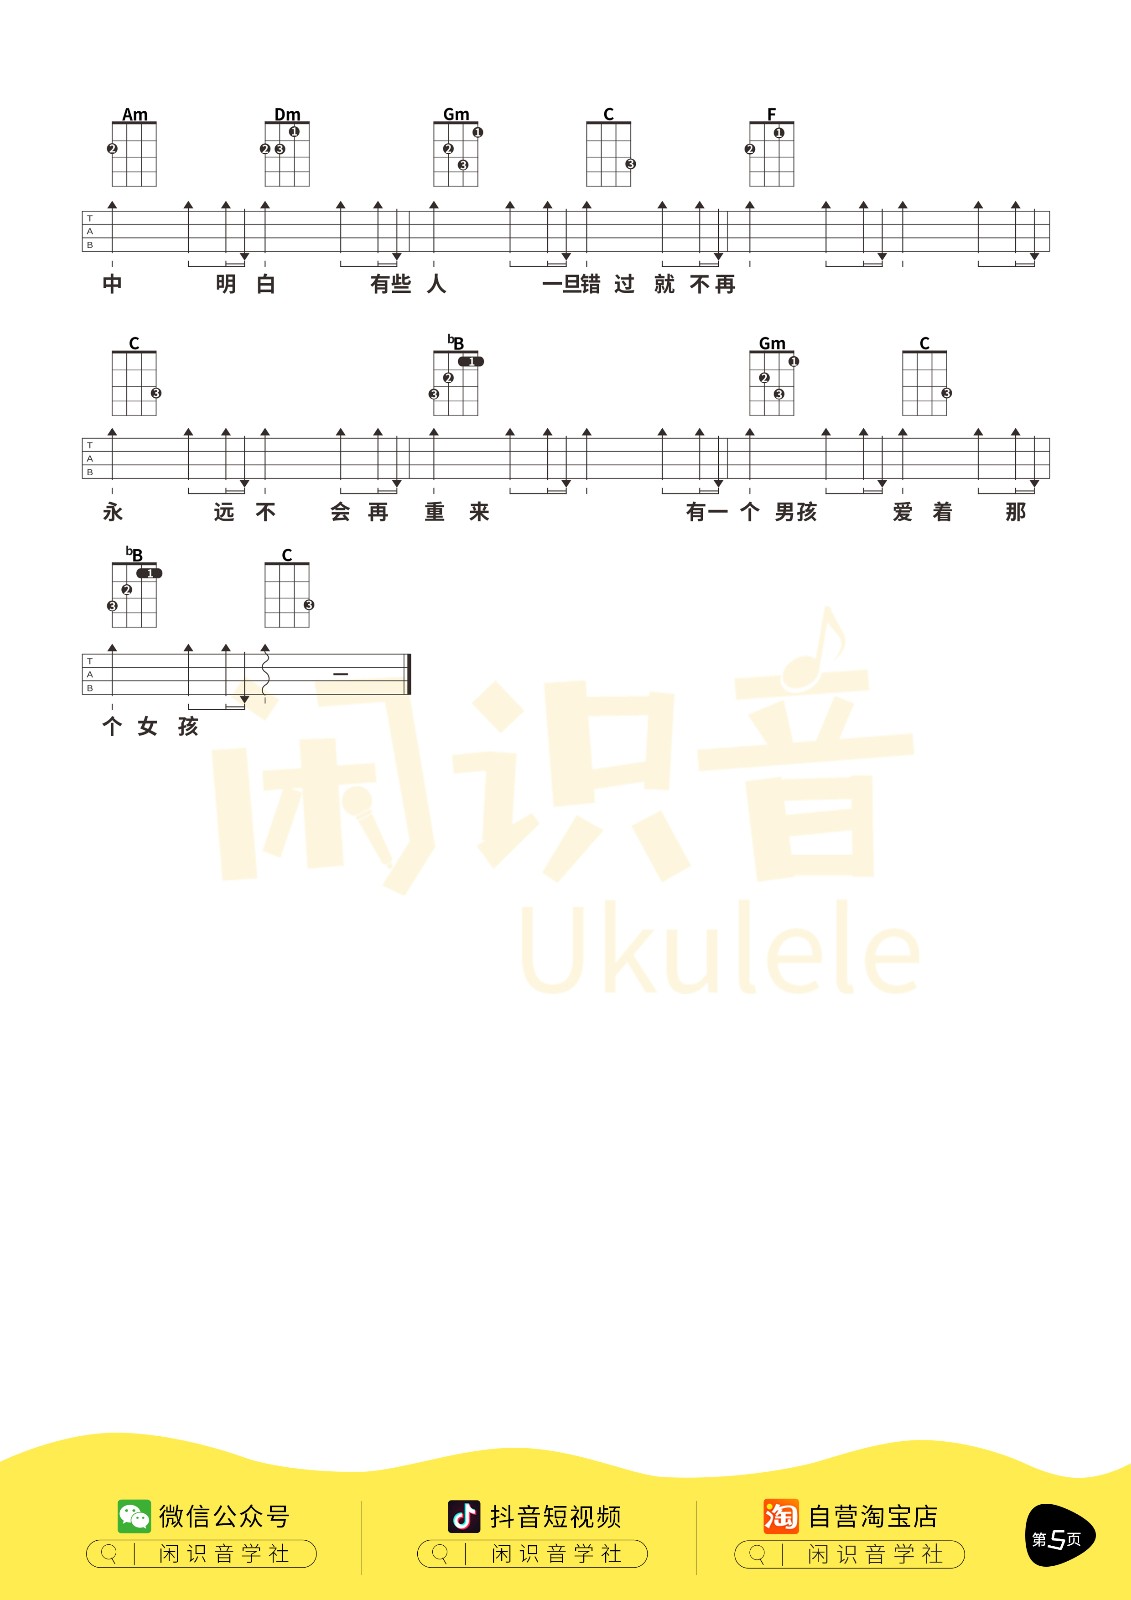 Am Dm Gm C F
2 2 3 1 2 3 1 3 2 1
T
A
B
中 明 白 有些 人 一旦错 过 就 不 再
C bB Gm C
3 3 2 1 2 3 1 3
T
A
B
永 远 不 会 再 重 来 有一 个 男孩 爱 着 那
bB C
3 2 1 3
T
A
B
个 女 孩
闲识音
Ukulele
微信公众号 抖音短视频 自营淘宝店
闲识音学社 闲识音学社 闲识音学社
淘
第5页